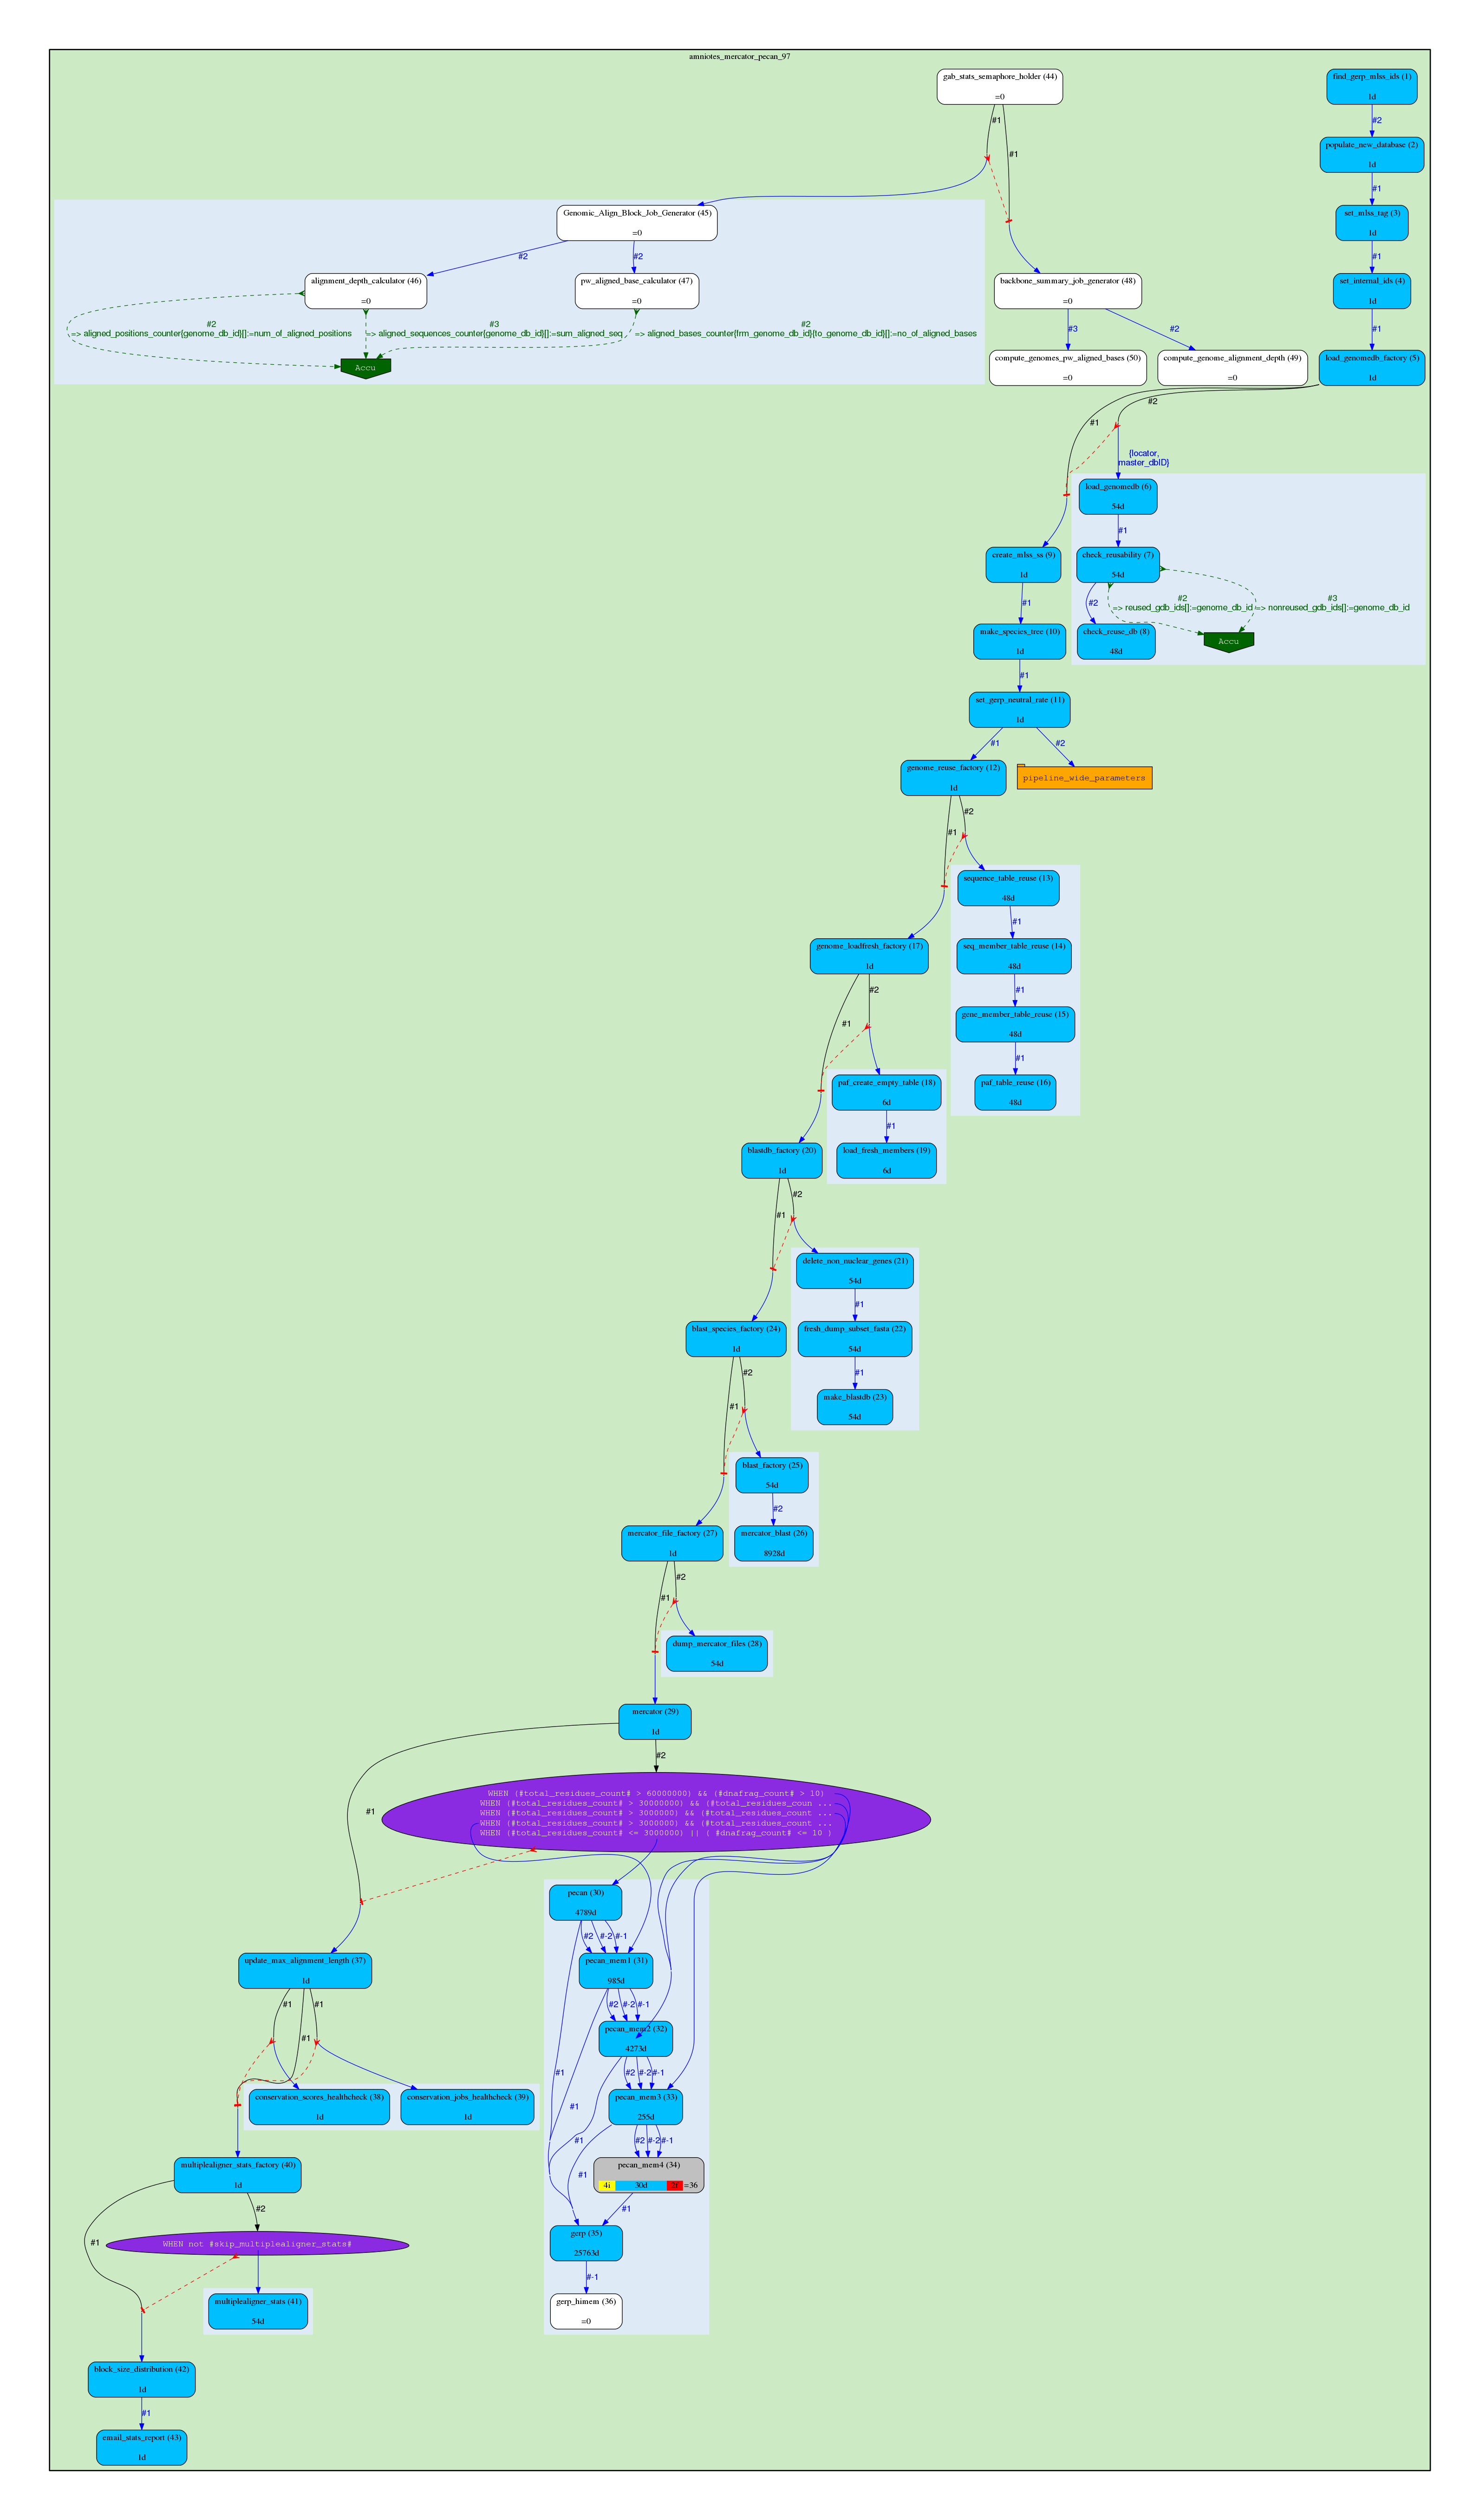 amniotes_mercator_pecan_97
gab_stats_semaphore_holder (44)
=0
find_gerp_mlss_ids (1)
1d
#1
#1
#2
populate_new_database (2)
1d
#1
Genomic_Align_Block_Job_Generator (45)
=0
set_mlss_tag (3)
1d
#2
#2
#1
alignment_depth_calculator (46)
=0
pw_aligned_base_calculator (47)
=0
backbone_summary_job_generator (48)
=0
set_internal_ids (4)
1d
#2
=> aligned_positions_counter{genome_db_id}[]:=num_of_aligned_positions
#3
=> aligned_sequences_counter{genome_db_id}[]:=sum_aligned_seq
#2
=> aligned_bases_counter{frm_genome_db_id}{to_genome_db_id}[]:=no_of_aligned_bases
#3
#2
#1
Accu
compute_genomes_pw_aligned_bases (50)
=0
compute_genome_alignment_depth (49)
=0
load_genomedb_factory (5)
1d
#1
#2
{locator,
master_dbID}
load_genomedb (6)
54d
#1
create_mlss_ss (9)
1d
check_reusability (7)
54d
#1
#2
#2
=> reused_gdb_ids[]:=genome_db_id
#3
=> nonreused_gdb_ids[]:=genome_db_id
make_species_tree (10)
1d
check_reuse_db (8)
48d
Accu
#1
set_gerp_neutral_rate (11)
1d
#1
#2
genome_reuse_factory (12)
1d
pipeline_wide_parameters
#1
#2
sequence_table_reuse (13)
48d
#1
genome_loadfresh_factory (17)
1d
seq_member_table_reuse (14)
48d
#1
#2
#1
gene_member_table_reuse (15)
48d
#1
paf_create_empty_table (18)
6d
paf_table_reuse (16)
48d
#1
blastdb_factory (20)
1d
load_fresh_members (19)
6d
#1
#2
delete_non_nuclear_genes (21)
54d
#1
blast_species_factory (24)
1d
fresh_dump_subset_fasta (22)
54d
#1
#2
#1
make_blastdb (23)
54d
blast_factory (25)
54d
#2
mercator_file_factory (27)
1d
mercator_blast (26)
8928d
#1
#2
dump_mercator_files (28)
54d
mercator (29)
1d
#1
#2
WHEN (#total_residues_count# > 60000000) && (#dnafrag_count# > 10)
WHEN (#total_residues_count# > 30000000) && (#total_residues_coun ...
WHEN (#total_residues_count# > 3000000) && (#total_residues_count ...
WHEN (#total_residues_count# > 3000000) && (#total_residues_count ...
WHEN (#total_residues_count# <= 3000000) || ( #dnafrag_count# <= 10 )
pecan (30)
4789d
#2
#-2
#-1
update_max_alignment_length (37)
1d
pecan_mem1 (31)
985d
#1
#1
#1
#2
#-2
#-1
pecan_mem2 (32)
4273d
#1
#2
#-2
#-1
conservation_scores_healthcheck (38)
1d
conservation_jobs_healthcheck (39)
1d
pecan_mem3 (33)
255d
#1
#1
#2
#-2
#-1
multiplealigner_stats_factory (40)
1d
#1
pecan_mem4 (34)
4i
30d
2f
=36
#1
#2
#1
WHEN not #skip_multiplealigner_stats#
gerp (35)
25763d
#-1
multiplealigner_stats (41)
54d
gerp_himem (36)
=0
block_size_distribution (42)
1d
#1
email_stats_report (43)
1d